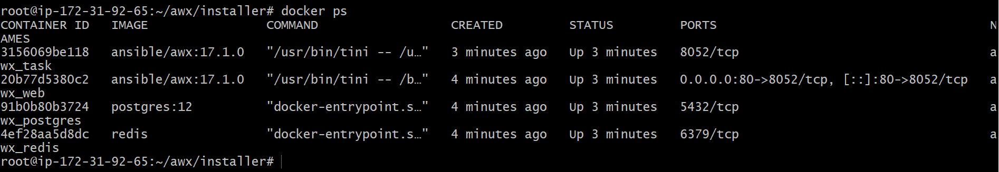 root@ip-172-31-92-65:~/awx/installer# docker ps
CONTAINER ID   IMAGE                COMMAND                  CREATED         STATUS         PORTS                                     N
AMES
3156069be118   ansible/awx:17.1.0   "/usr/bin/tini -- /u…"   3 minutes ago   Up 3 minutes   8052/tcp                                  a
wx_task
20b77d5380c2   ansible/awx:17.1.0   "/usr/bin/tini -- /b…"   4 minutes ago   Up 3 minutes   0.0.0.0:80->8052/tcp, [::]:80->8052/tcp   a
wx_web
91b0b80b3724   postgres:12          "docker-entrypoint.s…"   4 minutes ago   Up 3 minutes   5432/tcp                                  a
wx_postgres
4ef28aa5d8dc   redis                "docker-entrypoint.s…"   4 minutes ago   Up 3 minutes   6379/tcp                                  a
wx_redis
root@ip-172-31-92-65:~/awx/installer#